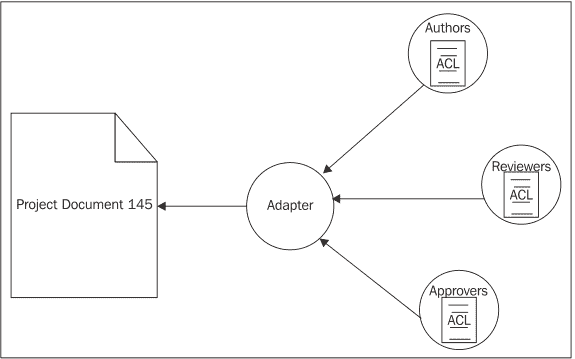 Authors
ACL
Reviewers
ACL
Project Document 145
Adapter
Approvers
ACL